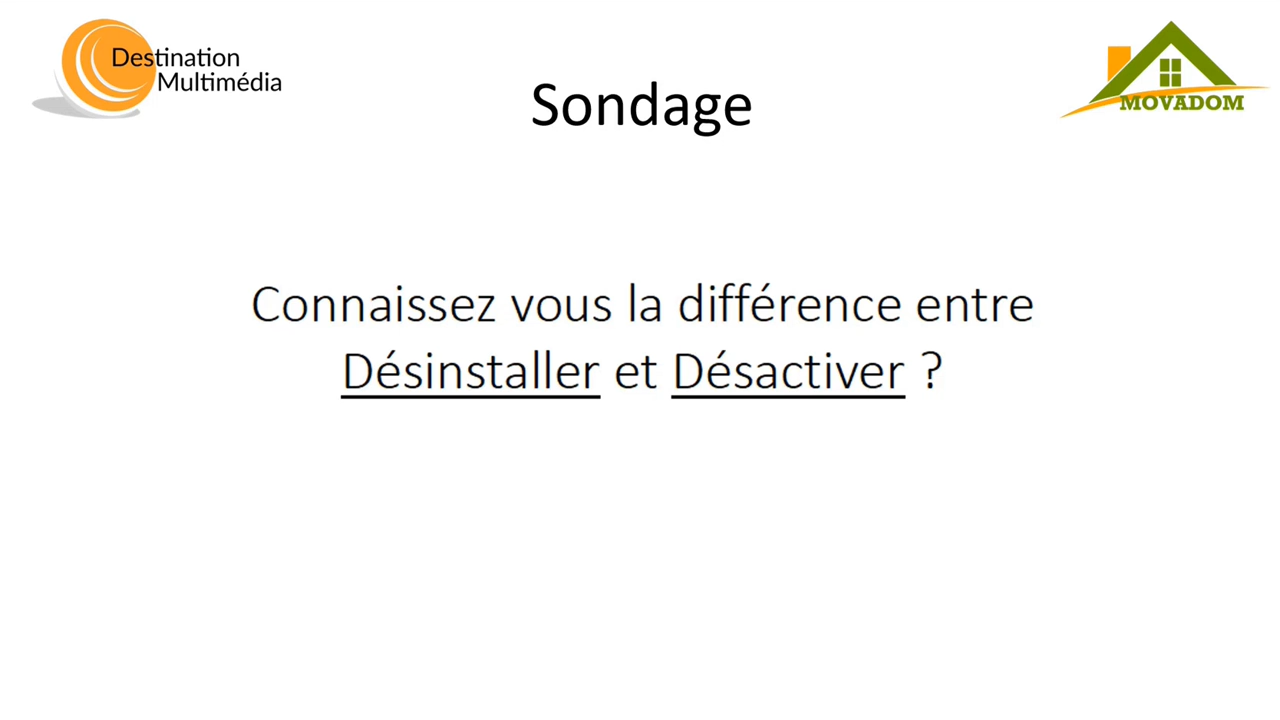 Destination
Multimédia
MOVADOM
Sondage
Connaissez vous la différence entre
Désinstaller et Désactiver ?